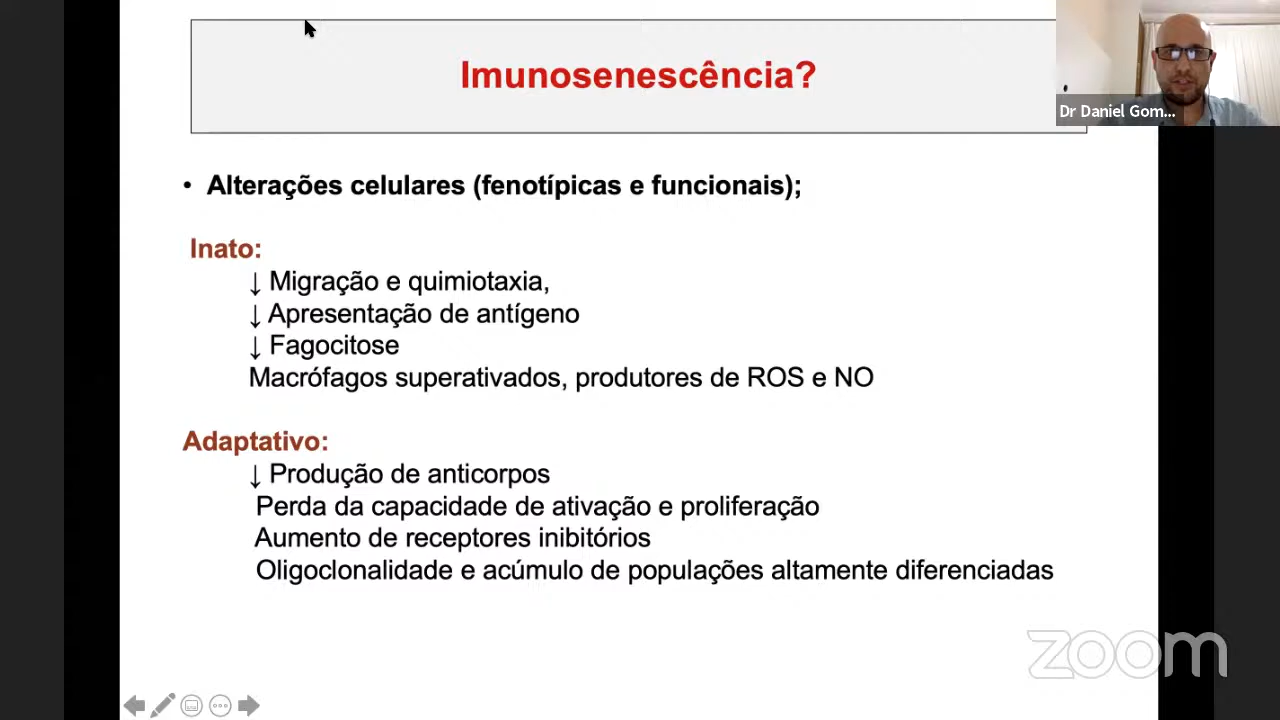 Imunosenescência?
Dr Daniel Gom...
• Alterações celulares (fenotípicas e funcionais);
Inato:
↓ Migração e quimiotaxia,
↓ Apresentação de antígeno
↓ Fagocitose
Macrófagos superativados, produtores de ROS e NO
Adaptativo:
↓ Produção de anticorpos
Perda da capacidade de ativação e proliferação
Aumento de receptores inibitórios
Oligoclonalidade e acúmulo de populações altamente diferenciadas
zoom